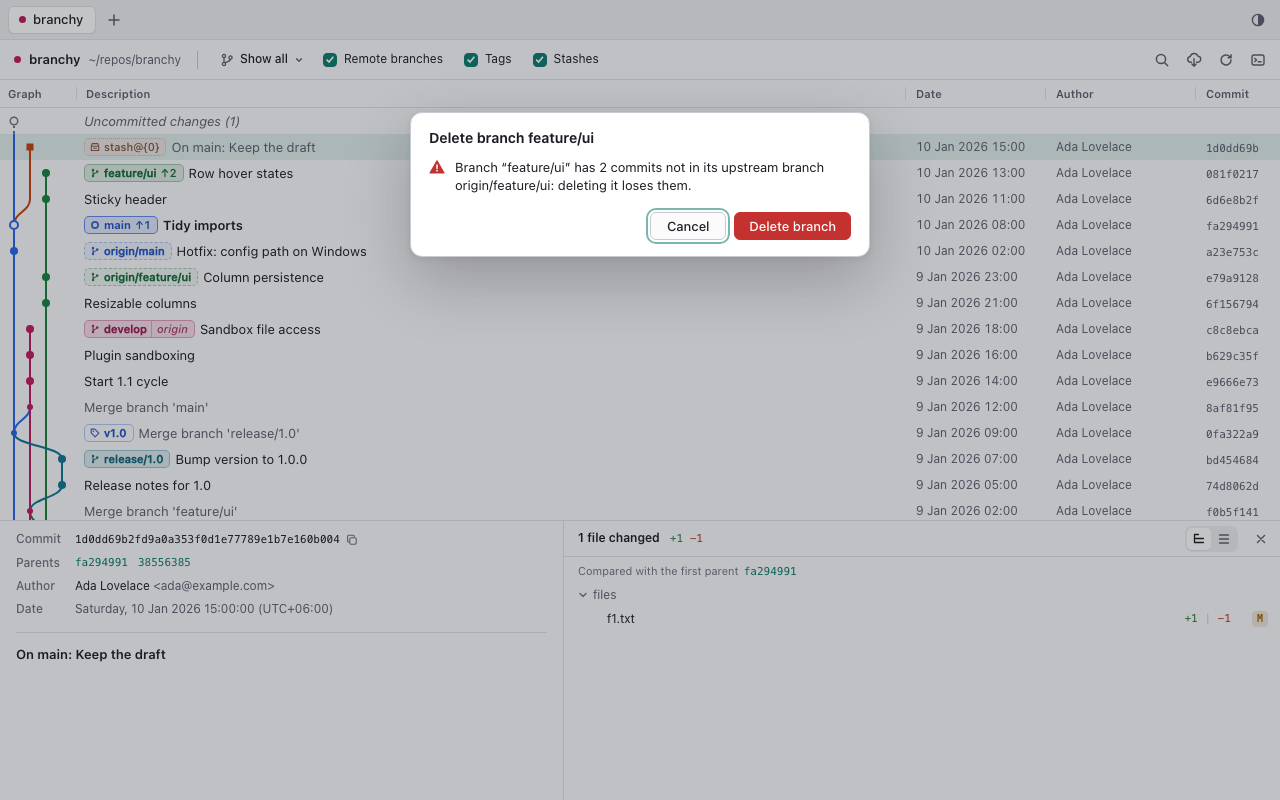 branchy
branchy ~/repos/branchy Show all Remote branches Tags Stashes
Graph Description Date Author Commit
Uncommitted changes (1)
stash@{0} On main: Keep the draft 10 Jan 2026 15:00 Ada Lovelace 1d0dd69b
feature/ui ↑2 Row hover states 10 Jan 2026 13:00 Ada Lovelace 081f0217
Sticky header 10 Jan 2026 11:00 Ada Lovelace 6d6e8b2f
main ↑1 Tidy imports 10 Jan 2026 08:00 Ada Lovelace fa294991
origin/main Hotfix: config path on Windows 10 Jan 2026 02:00 Ada Lovelace a23e753c
origin/feature/ui Column persistence 9 Jan 2026 23:00 Ada Lovelace e79a9128
Resizable columns 9 Jan 2026 21:00 Ada Lovelace 6f156794
develop origin Sandbox file access 9 Jan 2026 18:00 Ada Lovelace c8c8ebca
Plugin sandboxing 9 Jan 2026 16:00 Ada Lovelace b629c35f
Start 1.1 cycle 9 Jan 2026 14:00 Ada Lovelace e9666e73
Merge branch 'main' 9 Jan 2026 12:00 Ada Lovelace 8af81f95
v1.0 Merge branch 'release/1.0' 9 Jan 2026 09:00 Ada Lovelace 0fa322a9
release/1.0 Bump version to 1.0.0 9 Jan 2026 07:00 Ada Lovelace bd454684
Release notes for 1.0 9 Jan 2026 05:00 Ada Lovelace 74d8062d
Merge branch 'feature/ui' 9 Jan 2026 02:00 Ada Lovelace f0b5f141
Delete branch feature/ui
Branch “feature/ui” has 2 commits not in its upstream branch
origin/feature/ui: deleting it loses them.
Cancel Delete branch
Commit 1d0dd69b2fd9a0a353f0d1e77789e1b7e160b004
Parents fa294991 38556385
Author Ada Lovelace <ada@example.com>
Date Saturday, 10 Jan 2026 15:00:00 (UTC+06:00)
On main: Keep the draft
1 file changed +1 −1
Compared with the first parent fa294991
files
f1.txt +1 −1 M